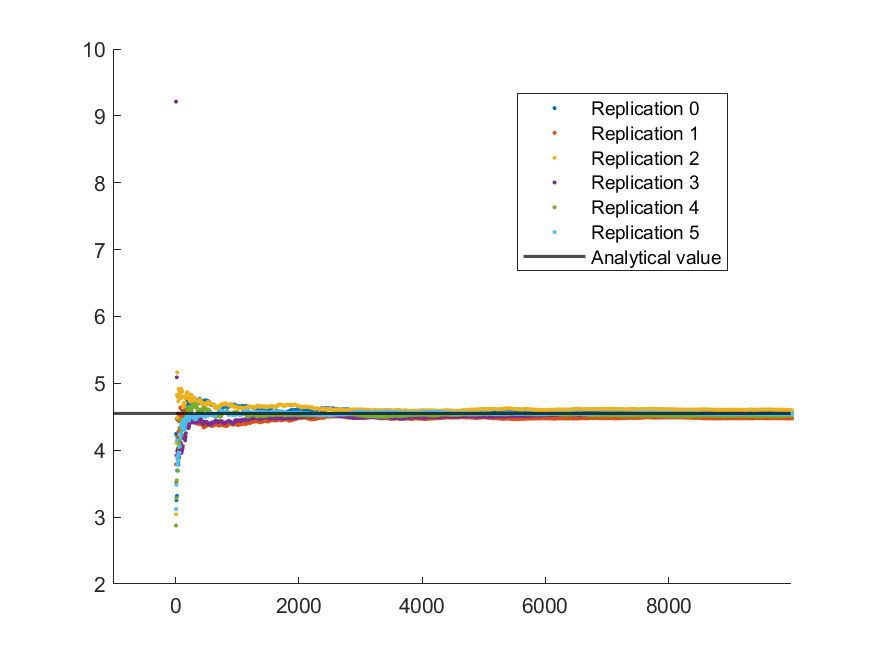 10
9
8
7
6
5
4
3
2
0
2000
4000
6000
8000
Replication 0
Replication 1
Replication 2
Replication 3
Replication 4
Replication 5
Analytical value